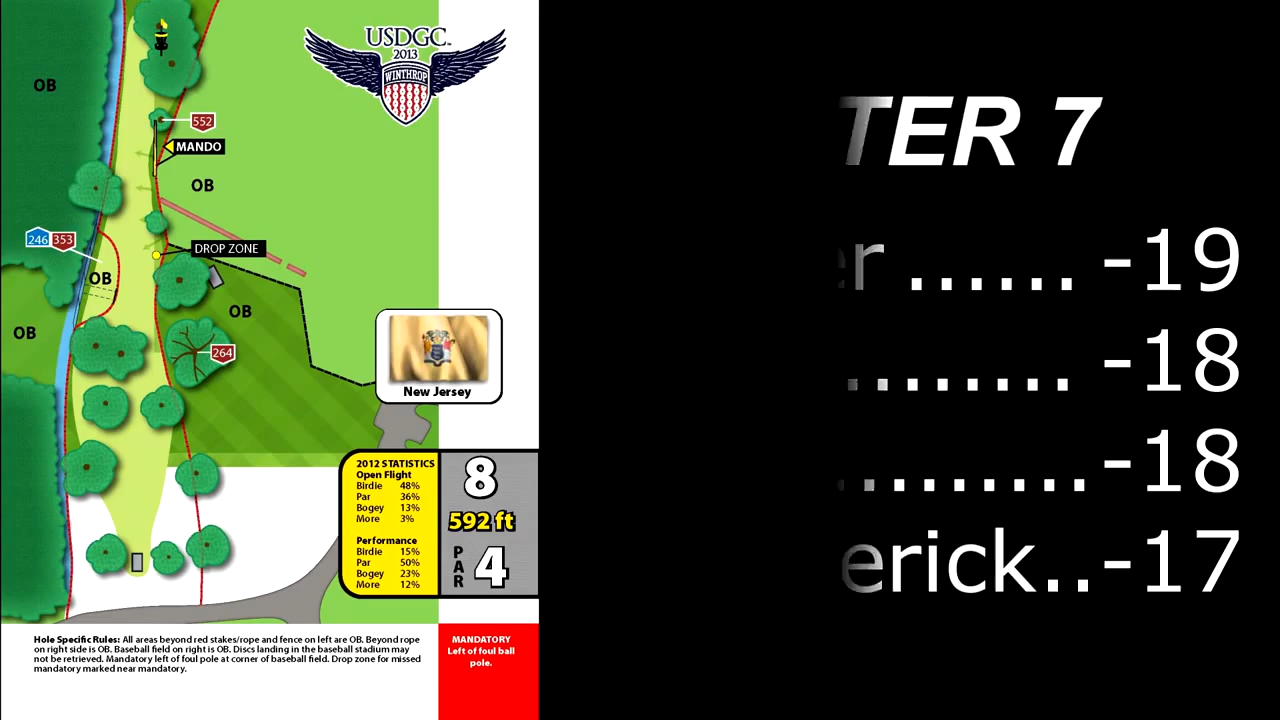 USDGC
2013
WINTHROP
OB
552
MANDO
OB
246 353
DROP ZONE
OB
OB
OB
264
New Jersey
2012 STATISTICS
Open Flight
Birdie 48%
Par 36%
Bogey 13%
More 3%
Performance
Birdie 15%
Par 50%
Bogey 23%
More 12%
8
592 ft
PAR 4
Hole Specific Rules: All areas beyond red stakes/rope and fence on left are OB. Beyond rope
on right side is OB. Baseball field on right is OB. Discs landing in the baseball stadium may
not be retrieved. Mandatory left of foul pole at corner of baseball field. Drop zone for missed
mandatory marked near mandatory.
MANDATORY
Left of foul ball
pole.
TER 7
er ...... -19
......... -18
.......... -18
erick..-17